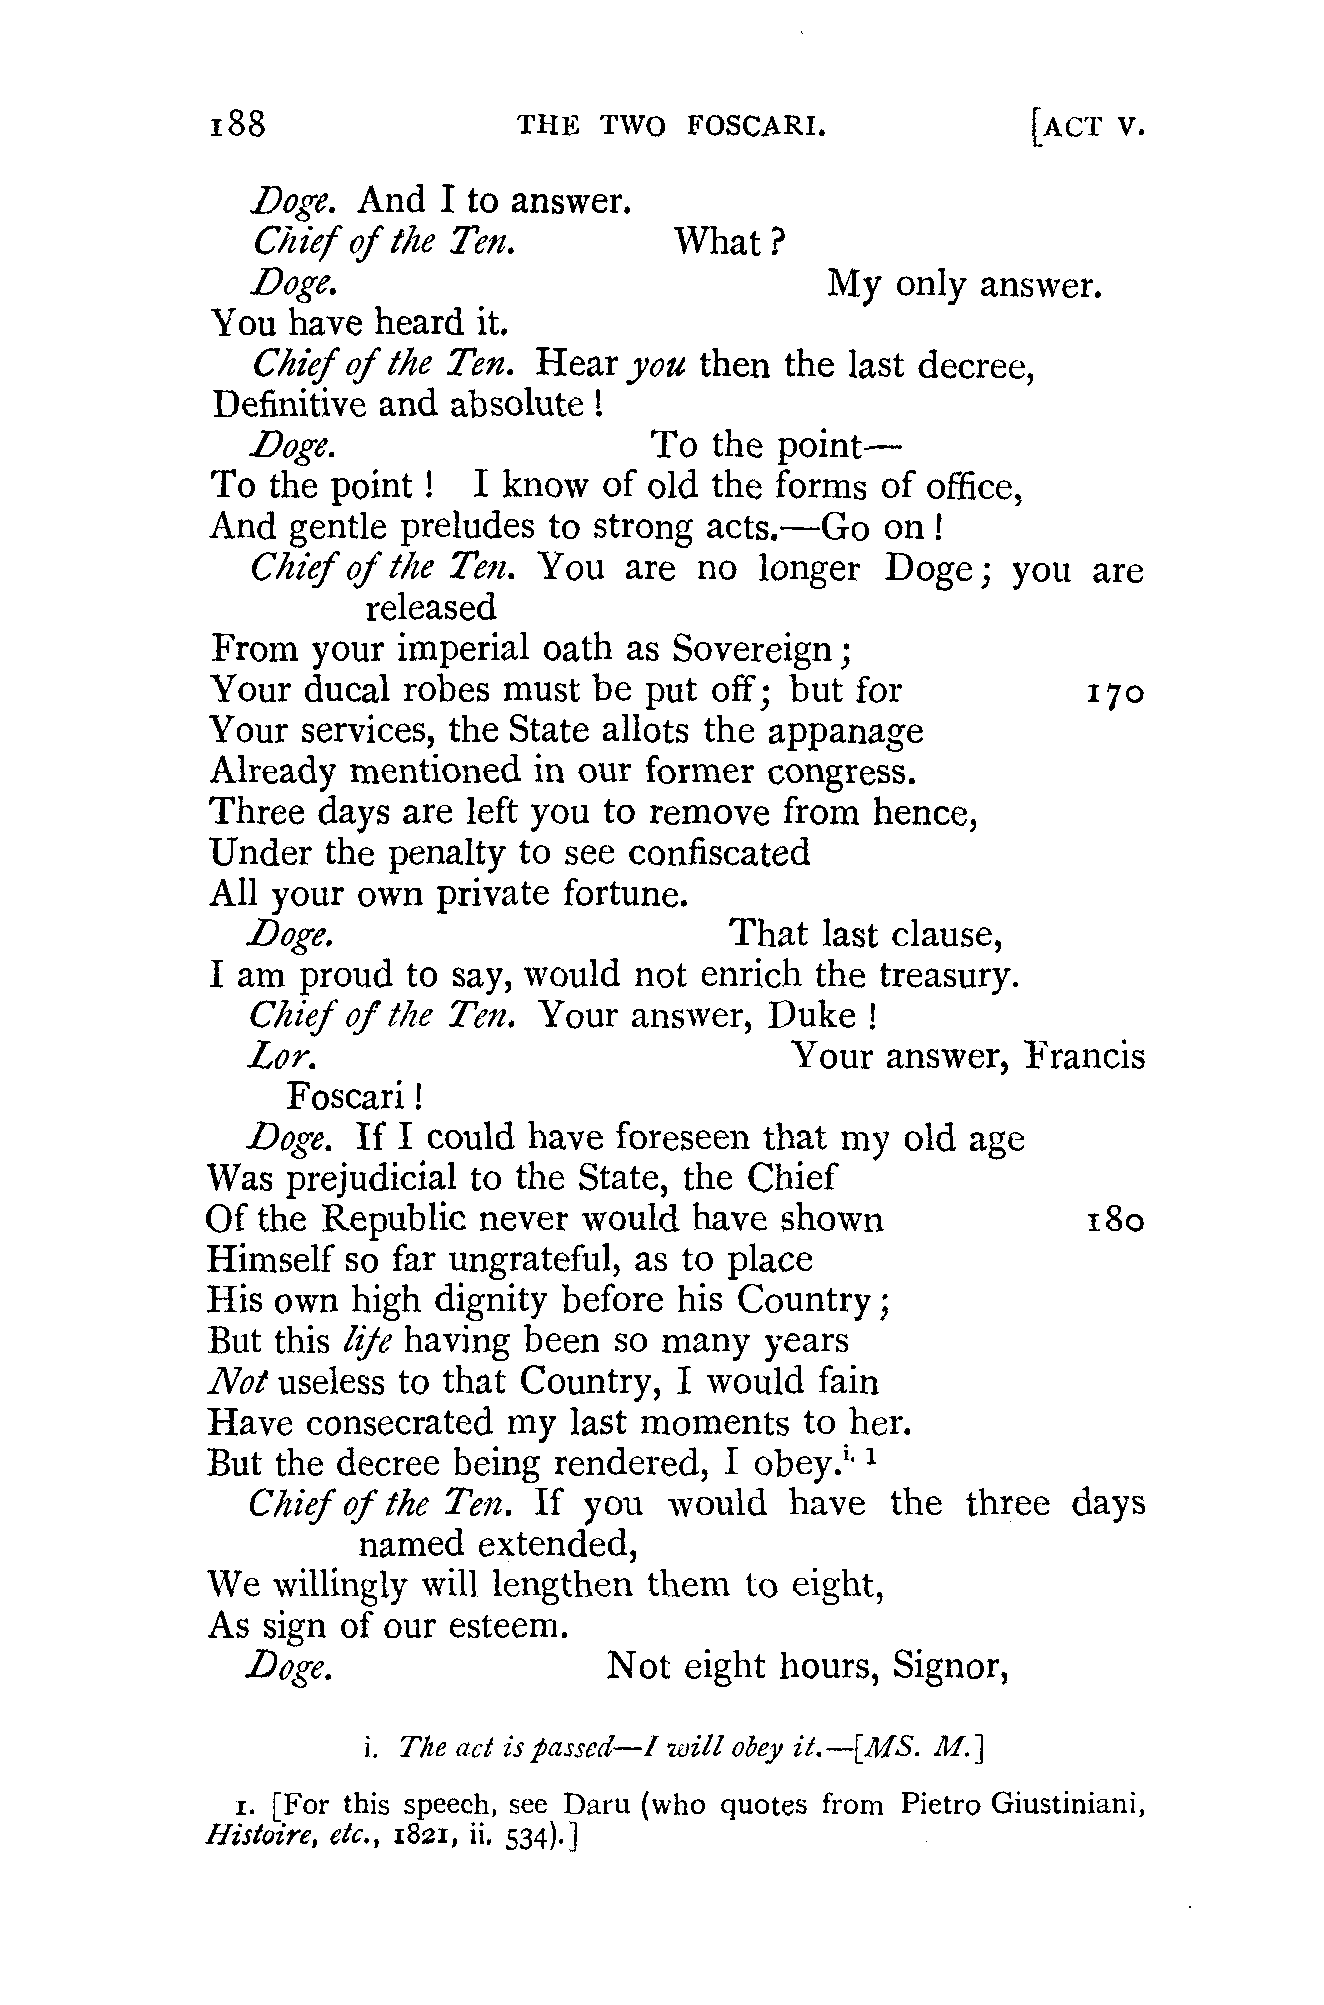 188 THE TWO FOSCARI. [ACT V.
Doge. And I to answer.
Chief of the Ten. What ?
Doge. My only answer.
You have heard it.
Chief of the Ten. Hear you then the last decree,
Definitive and absolute !
Doge. To the point—
To the point ! I know of old the forms of office,
And gentle preludes to strong acts.—Go on !
Chief of the Ten. You are no longer Doge ; you are
released
From your imperial oath as Sovereign ;
Your ducal robes must be put off ; but for 170
Your services, the State allots the appanage
Already mentioned in our former congress.
Three days are left you to remove from hence,
Under the penalty to see confiscated
All your own private fortune.
Doge. That last clause,
I am proud to say, would not enrich the treasury.
Chief of the Ten. Your answer, Duke !
Lor. Your answer, Francis
Foscari !
Doge. If I could have foreseen that my old age
Was prejudicial to the State, the Chief
Of the Republic never would have shown 180
Himself so far ungrateful, as to place
His own high dignity before his Country ;
But this life having been so many years
Not useless to that Country, I would fain
Have consecrated my last moments to her.
But the decree being rendered, I obey.i. 1
Chief of the Ten. If you would have the three days
named extended,
We willingly will lengthen them to eight,
As sign of our esteem.
Doge. Not eight hours, Signor,
i. The act is passed—I will obey it.—[MS. M.]
1. [For this speech, see Daru (who quotes from Pietro Giustiniani,
Histoire, etc., 1821, ii. 534).]